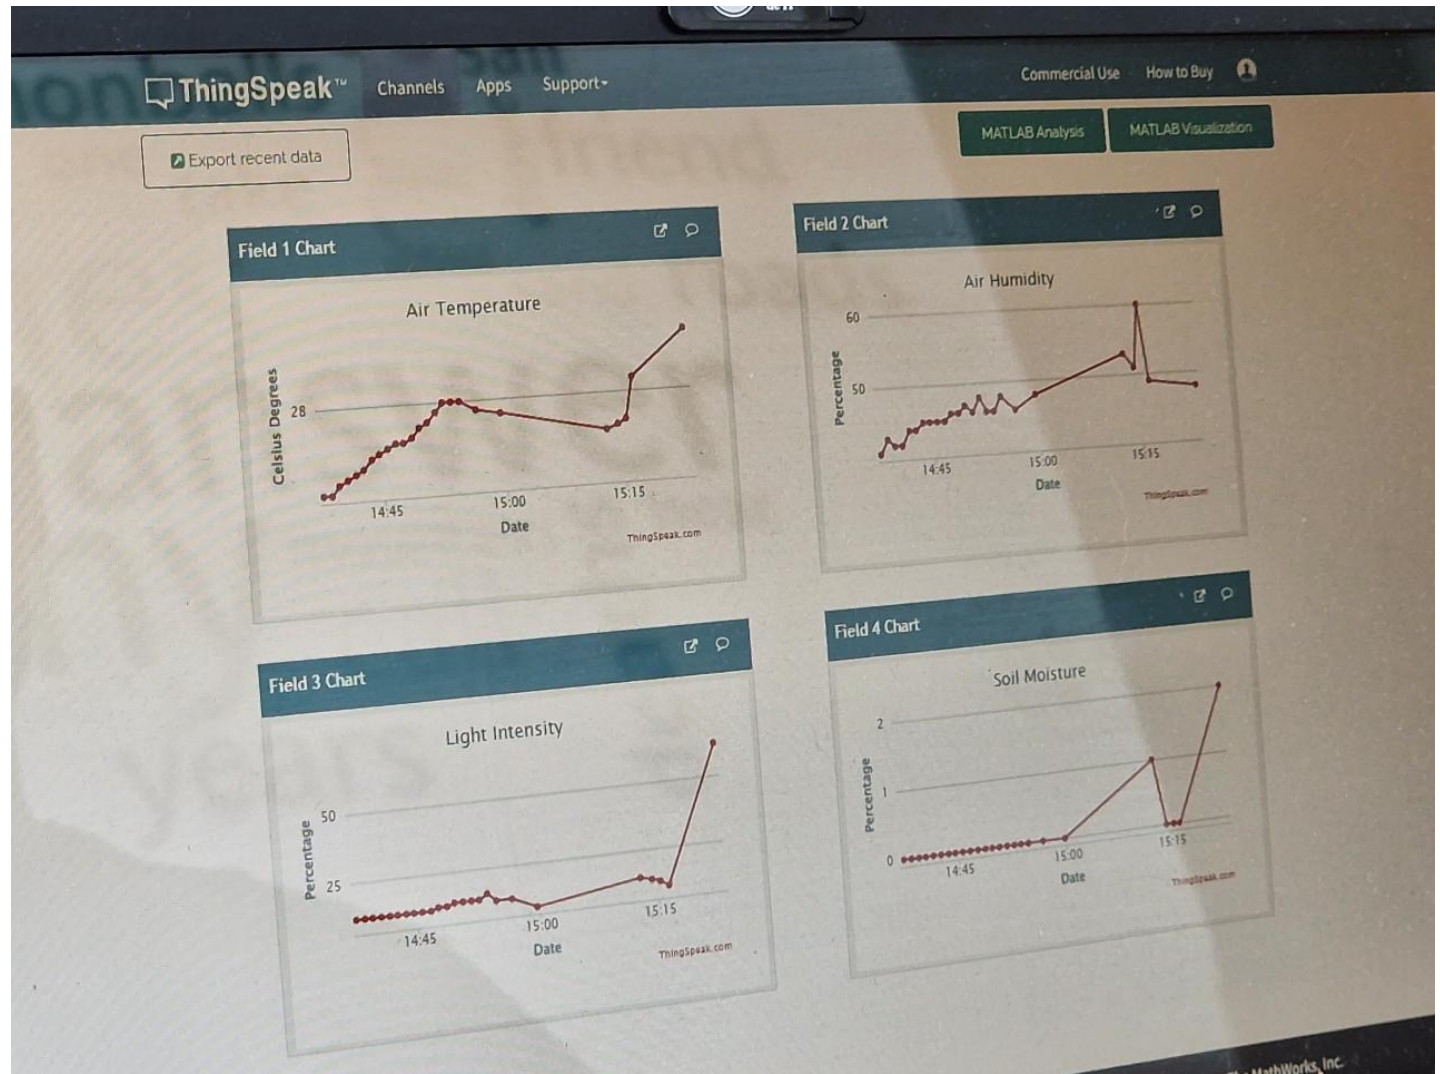 ThingSpeak™ Channels Apps Support Commercial Use How to Buy
Export recent data MATLAB Analysis MATLAB Visualization
Field 1 Chart
Air Temperature
Celsius Degrees
28
14:45 15:00 15:15
Date
ThingSpeak.com
Field 2 Chart
Air Humidity
Percentage
60
50
14:45 15:00 15:15
Date
ThingSpeak.com
Field 3 Chart
Light Intensity
Percentage
50
25
14:45 15:00 15:15
Date
ThingSpeak.com
Field 4 Chart
Soil Moisture
Percentage
2
1
0
14:45 15:00 15:15
Date
ThingSpeak.com
MathWorks, Inc.